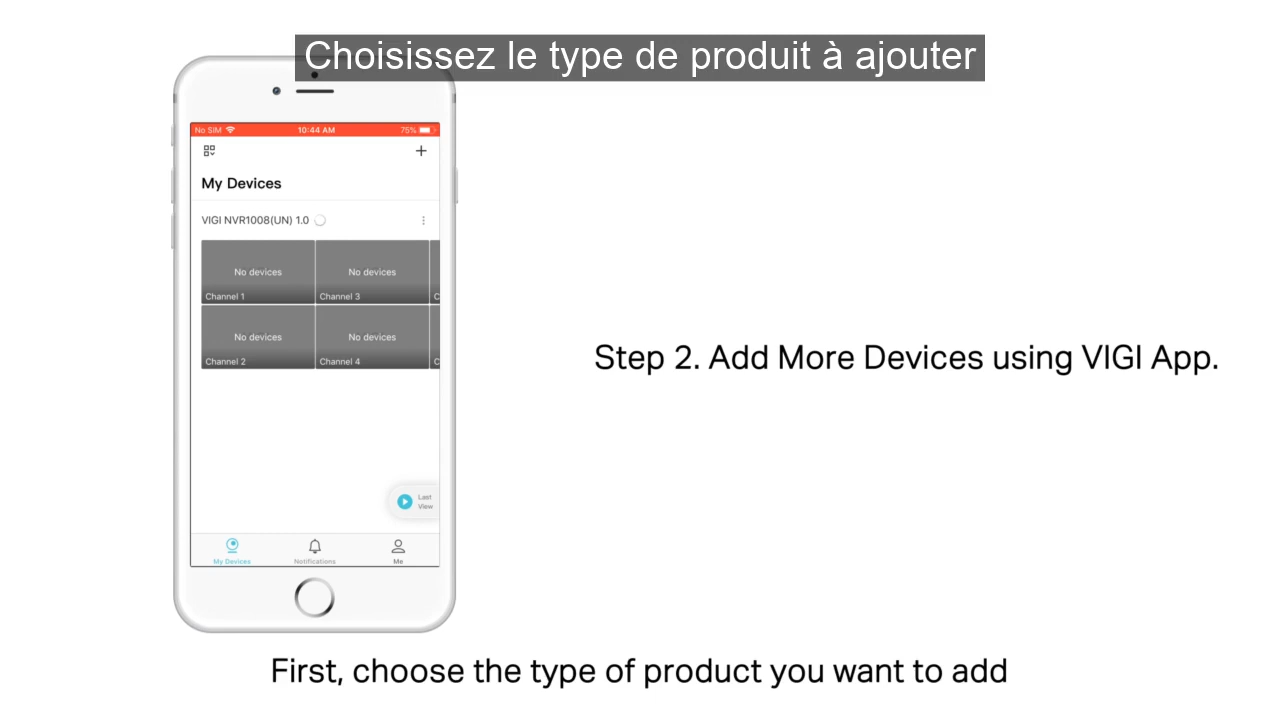 Choisissez le type de produit à ajouter
No SIM 10:44 AM 75%
My Devices
VIGI NVR1008(UN) 1.0
No devices No devices
Channel 1 Channel 3 C
No devices No devices
Channel 2 Channel 4 C
Step 2. Add More Devices using VIGI App.
Last
View
My Devices Notifications Me
First, choose the type of product you want to add